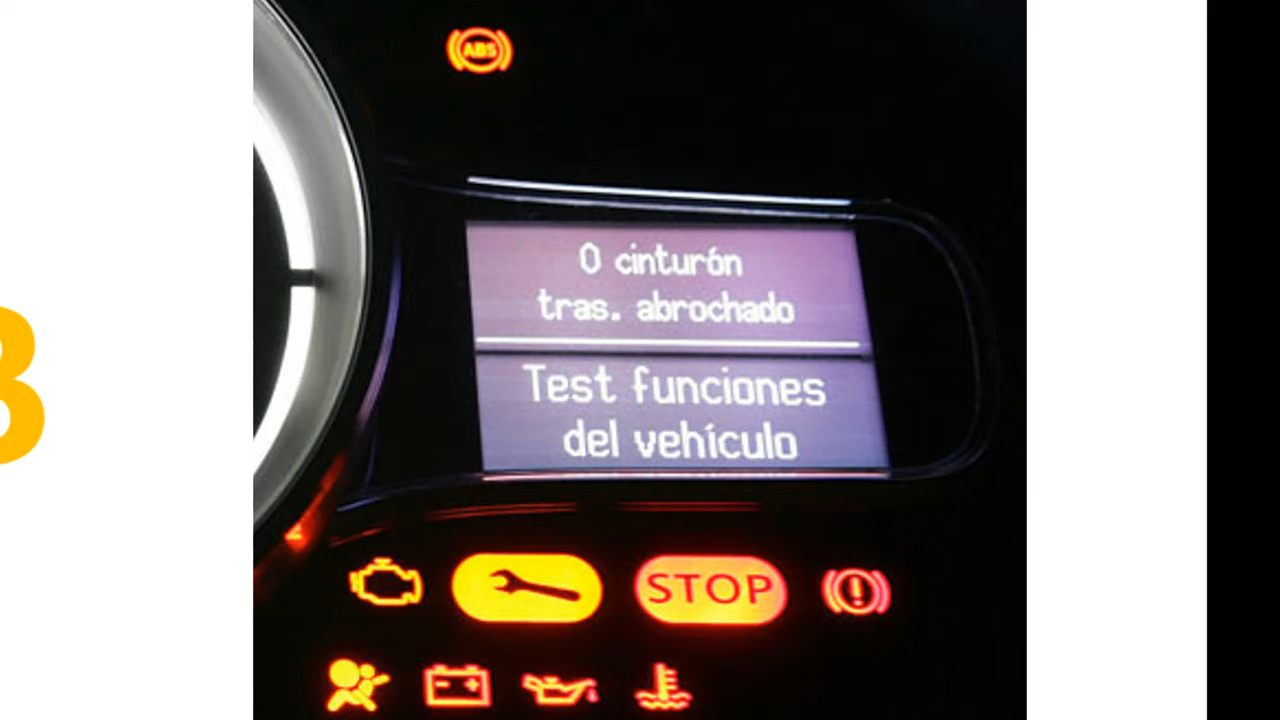 ABS
0 cinturón
tras. abrochado
Test funciones
del vehículo
STOP